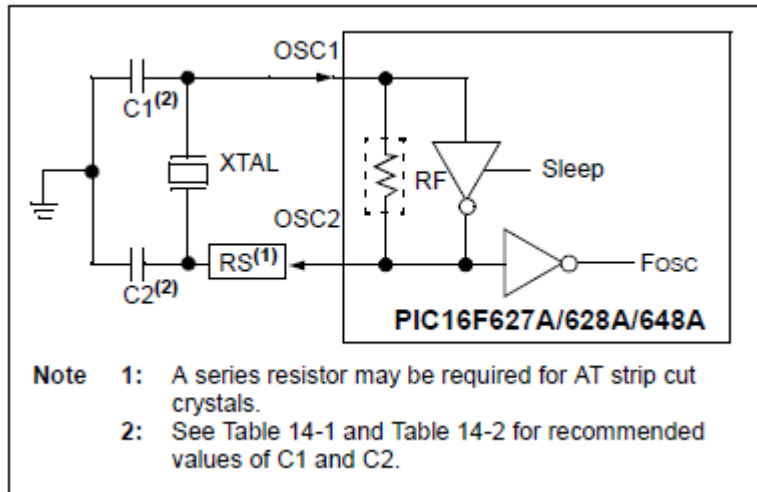 OSC1
C1(2)
XTAL
RF
Sleep
OSC2
RS(1)
C2(2)
FOSC
PIC16F627A/628A/648A
Note 1: A series resistor may be required for AT strip cut
crystals.
2: See Table 14-1 and Table 14-2 for recommended
values of C1 and C2.